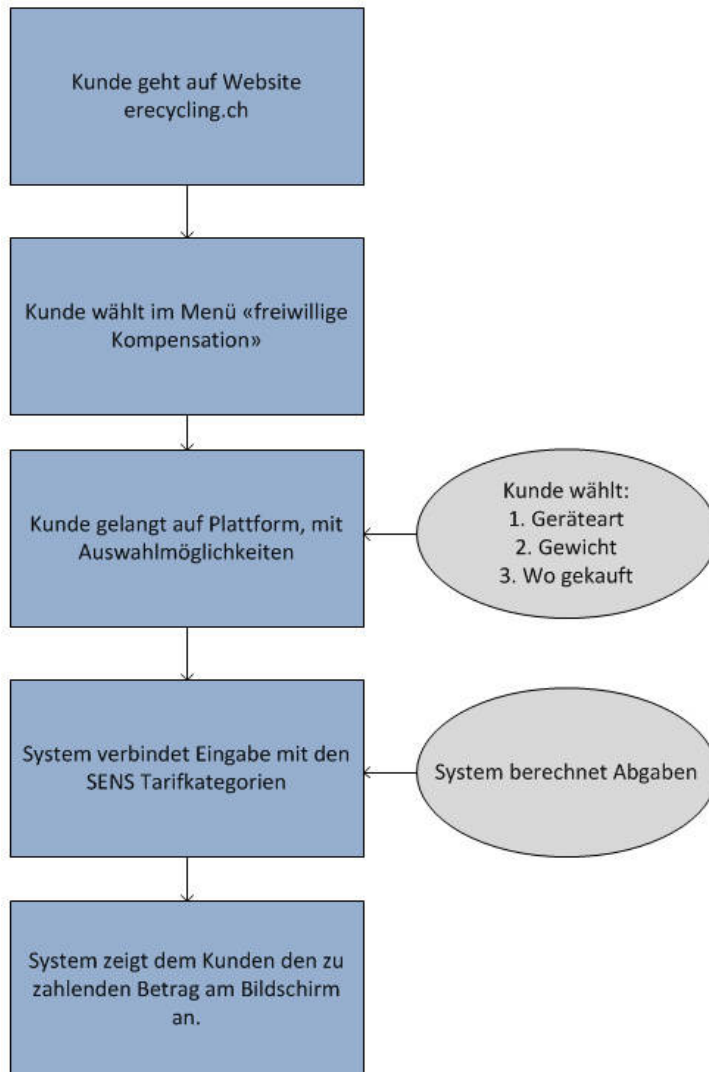 Kunde geht auf Website
erecycling.ch
Kunde wählt im Menü «freiwillige
Kompensation»
Kunde gelangt auf Plattform, mit
Auswahlmöglichkeiten
Kunde wählt:
1. Geräteart
2. Gewicht
3. Wo gekauft
System verbindet Eingabe mit den
SENS Tarifkategorien
System berechnet Abgaben
System zeigt dem Kunden den zu
zahlenden Betrag am Bildschirm
an.